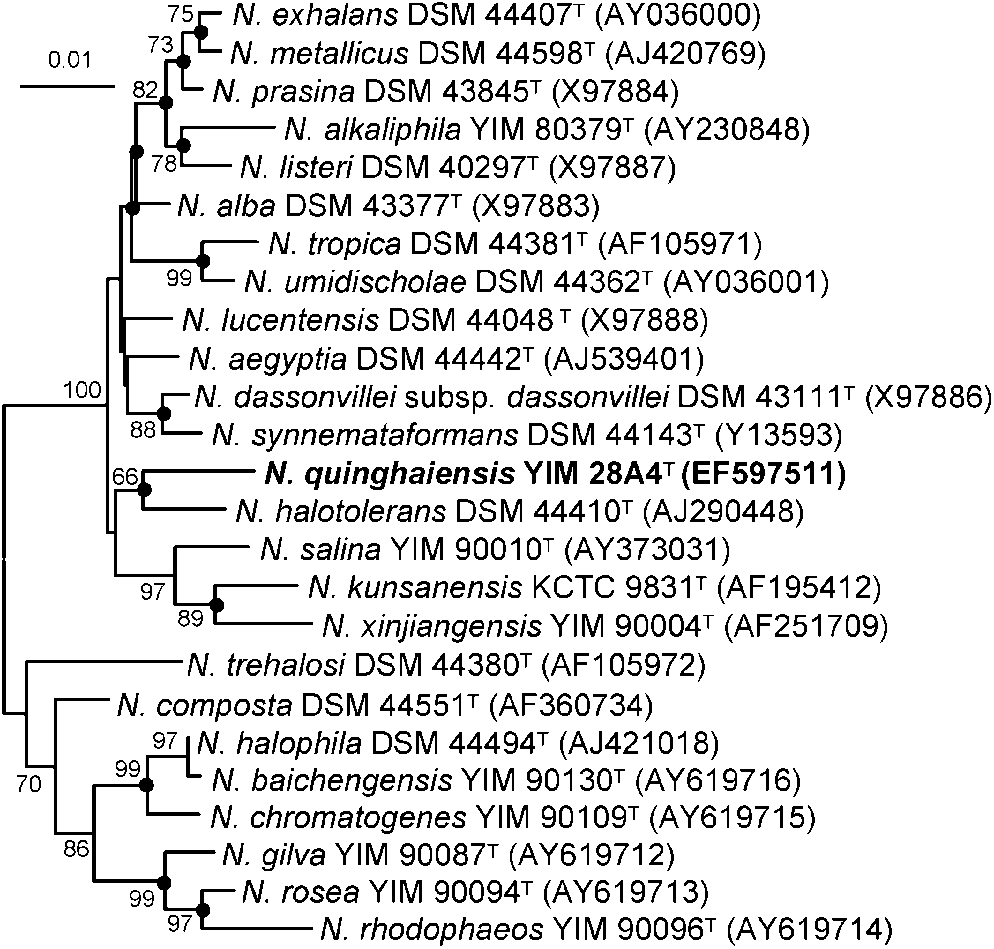 75 N. exhalans DSM 44407ᵀ (AY036000)
0.01
73 N. metallicus DSM 44598ᵀ (AJ420769)
82 N. prasina DSM 43845ᵀ (X97884)
N. alkaliphila YIM 80379ᵀ (AY230848)
78 N. listeri DSM 40297ᵀ (X97887)
N. alba DSM 43377ᵀ (X97883)
N. tropica DSM 44381ᵀ (AF105971)
99 N. umidischolae DSM 44362ᵀ (AY036001)
N. lucentensis DSM 44048 ᵀ (X97888)
N. aegyptia DSM 44442ᵀ (AJ539401)
100 N. dassonvillei subsp. dassonvillei DSM 43111ᵀ (X97886)
88 N. synnemataformans DSM 44143ᵀ (Y13593)
66 N. quinghaiensis YIM 28A4ᵀ (EF597511)
N. halotolerans DSM 44410ᵀ (AJ290448)
N. salina YIM 90010ᵀ (AY373031)
97 N. kunsanensis KCTC 9831ᵀ (AF195412)
89 N. xinjiangensis YIM 90004ᵀ (AF251709)
N. trehalosi DSM 44380ᵀ (AF105972)
N. composta DSM 44551ᵀ (AF360734)
97 N. halophila DSM 44494ᵀ (AJ421018)
70 99 N. baichengensis YIM 90130ᵀ (AY619716)
N. chromatogenes YIM 90109ᵀ (AY619715)
86 N. gilva YIM 90087ᵀ (AY619712)
99 N. rosea YIM 90094ᵀ (AY619713)
97 N. rhodophaeos YIM 90096ᵀ (AY619714)